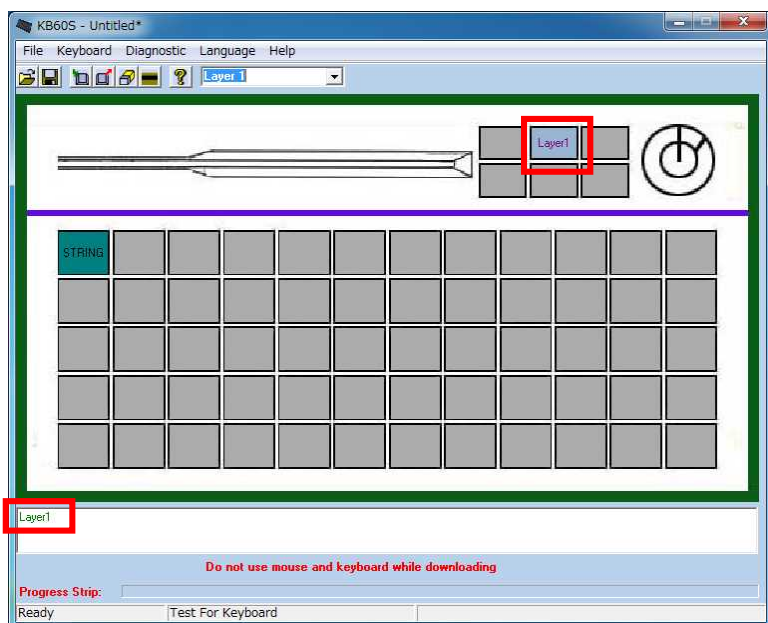 KB60S - Untitled*
File Keyboard Diagnostic Language Help
Layer 1
Layer1
STRING
Layer1
Do not use mouse and keyboard while downloading
Progress Strip:
Ready Test For Keyboard